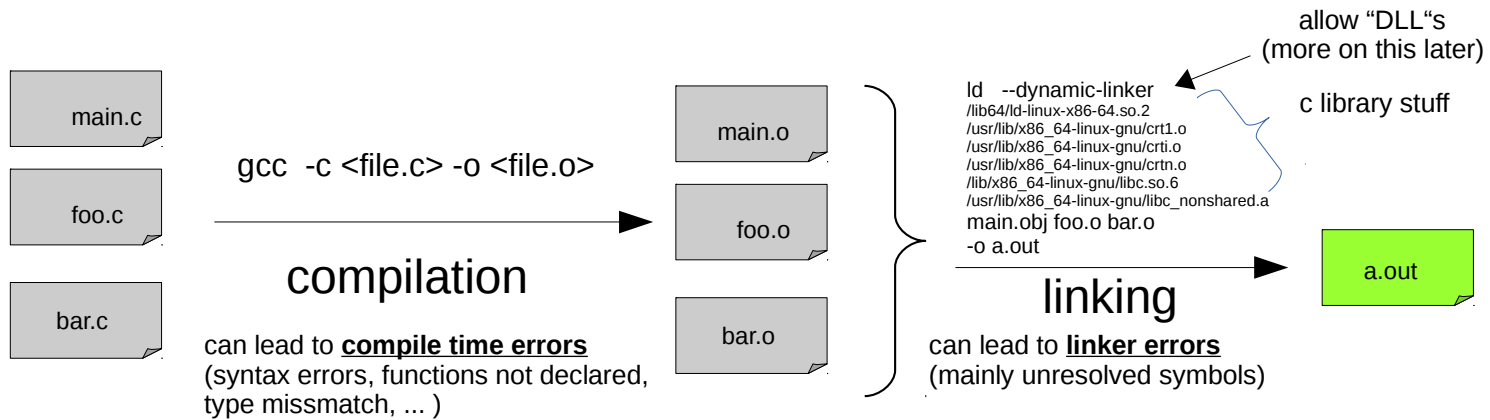 main.c
foo.c
bar.c
gcc -c <file.c> -o <file.o>
compilation
can lead to compile time errors
(syntax errors, functions not declared,
type missmatch, ... )
main.o
foo.o
bar.o
allow “DLL“s
(more on this later)
c library stuff
ld --dynamic-linker
/lib64/ld-linux-x86-64.so.2
/usr/lib/x86_64-linux-gnu/crt1.o
/usr/lib/x86_64-linux-gnu/crti.o
/usr/lib/x86_64-linux-gnu/crtn.o
/lib/x86_64-linux-gnu/libc.so.6
/usr/lib/x86_64-linux-gnu/libc_nonshared.a
main.obj foo.o bar.o
-o a.out
linking
can lead to linker errors
(mainly unresolved symbols)
a.out